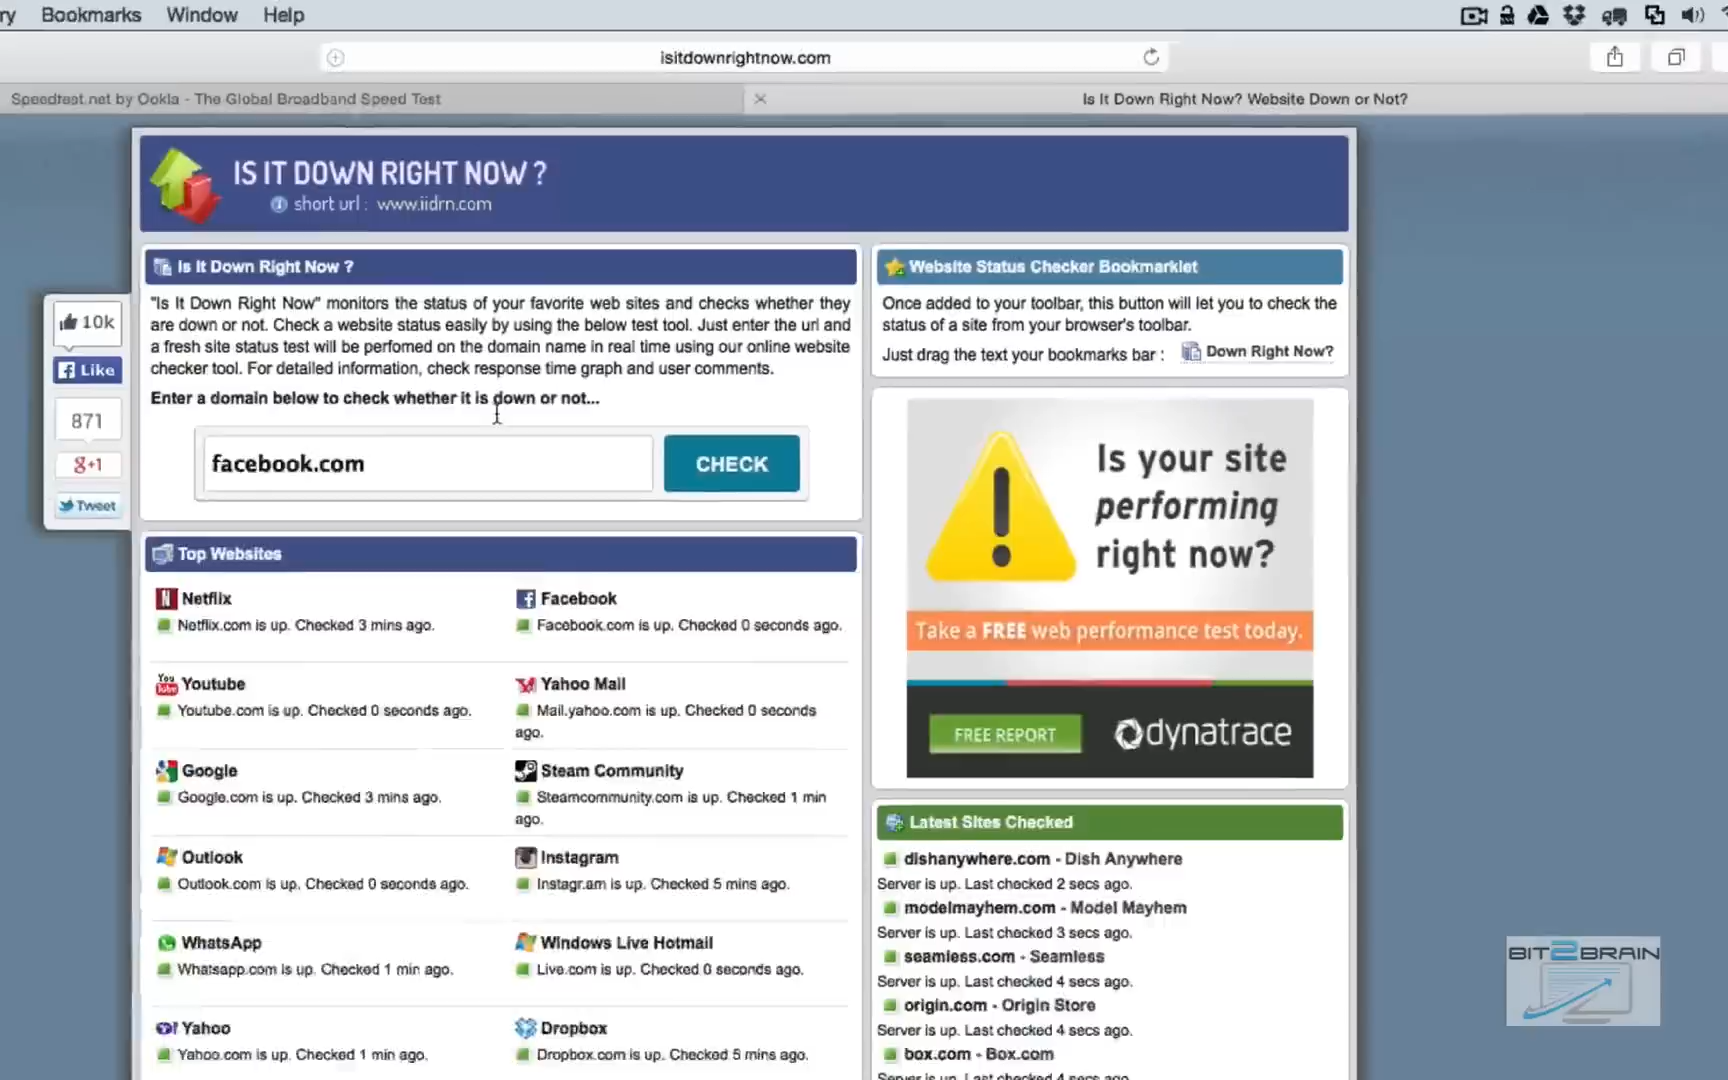 Bookmarks Window Help
isitdownrightnow.com
Speedtest.net by Ookla - The Global Broadband Speed Test
Is It Down Right Now? Website Down or Not?
IS IT DOWN RIGHT NOW ?
short url : www.iidrn.com
Is It Down Right Now ?
"Is It Down Right Now" monitors the status of your favorite web sites and checks whether they
are down or not. Check a website status easily by using the below test tool. Just enter the url and
a fresh site status test will be perfomed on the domain name in real time using our online website
checker tool. For detailed information, check response time graph and user comments.
Enter a domain below to check whether it is down or not...
facebook.com
CHECK
10k
Like
871
g+1
Tweet
Website Status Checker Bookmarklet
Once added to your toolbar, this button will let you to check the
status of a site from your browser's toolbar.
Just drag the text your bookmarks bar : Down Right Now?
Is your site
performing
right now?
Take a FREE web performance test today.
FREE REPORT
dynatrace
Top Websites
Netflix
Netflix.com is up. Checked 3 mins ago.
Facebook
Facebook.com is up. Checked 0 seconds ago.
You
Tube
Youtube
Youtube.com is up. Checked 0 seconds ago.
Yahoo Mail
Mail.yahoo.com is up. Checked 0 seconds
ago.
Google
Google.com is up. Checked 3 mins ago.
Steam Community
Steamcommunity.com is up. Checked 1 min
ago.
Outlook
Outlook.com is up. Checked 0 seconds ago.
Instagram
Instagr.am is up. Checked 5 mins ago.
WhatsApp
Whatsapp.com is up. Checked 1 min ago.
Windows Live Hotmail
Live.com is up. Checked 0 seconds ago.
Yahoo
Yahoo.com is up. Checked 1 min ago.
Dropbox
Dropbox.com is up. Checked 5 mins ago.
Latest Sites Checked
dishanywhere.com - Dish Anywhere
Server is up. Last checked 2 secs ago.
modelmayhem.com - Model Mayhem
Server is up. Last checked 3 secs ago.
seamless.com - Seamless
Server is up. Last checked 4 secs ago.
origin.com - Origin Store
Server is up. Last checked 4 secs ago.
box.com - Box.com
Server is up. Last checked 4 secs ago.
BIT2BRAIN